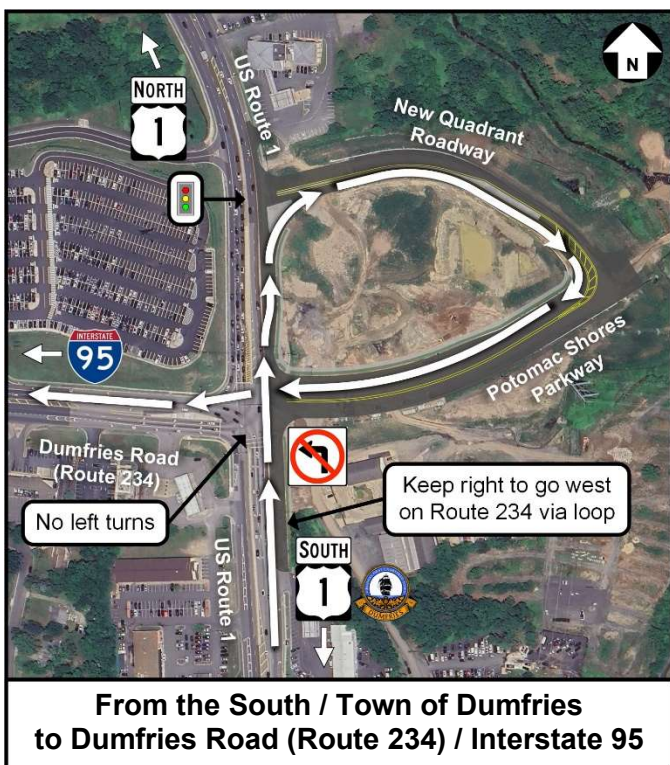 NORTH
1
US Route 1
N
New Quadrant
Roadway
INTERSTATE
95
Potomac Shores
Parkway
Dumfries Road
(Route 234)
No left turns
Keep right to go west
on Route 234 via loop
US Route 1
SOUTH
1
DUMFRIES
From the South / Town of Dumfries
to Dumfries Road (Route 234) / Interstate 95